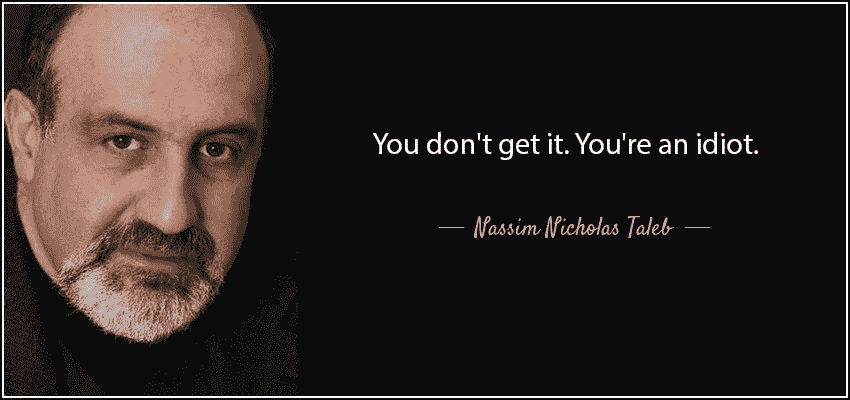 You don't get it. You're an idiot.
— Nassim Nicholas Taleb —